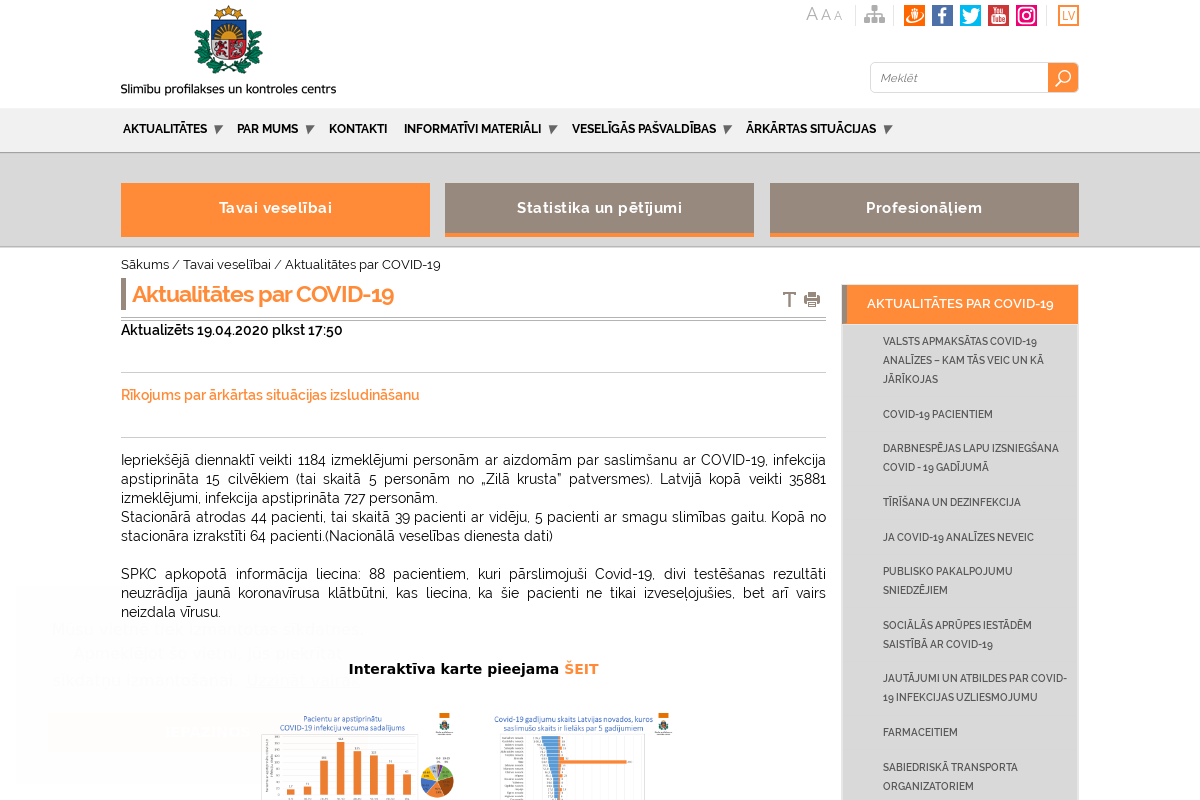 A A A
LV
Slimību profilakses un kontroles centrs
Meklēt
AKTUALITĀTES PAR MUMS KONTAKTI INFORMATĪVI MATERIĀLI VESELĪGĀS PAŠVALDĪBAS ĀRKĀRTAS SITUĀCIJAS
Tavai veselībai
Statistika un pētījumi
Profesionāļiem
Sākums / Tavai veselībai / Aktualitātes par COVID-19
Aktualitātes par COVID-19
Aktualizēts 19.04.2020 plkst 17:50
Rīkojums par ārkārtas situācijas izsludināšanu
Iepriekšējā diennaktī veikti 1184 izmeklējumi personām ar aizdomām par saslimšanu ar COVID-19, infekcija
apstiprināta 15 cilvēkiem (tai skaitā 5 personām no „Zilā krusta” patversmes). Latvijā kopā veikti 35881
izmeklējumi, infekcija apstiprināta 727 personām.
Stacionārā atrodas 44 pacienti, tai skaitā 39 pacienti ar vidēju, 5 pacienti ar smagu slimības gaitu. Kopā no
stacionāra izrakstīti 64 pacienti.(Nacionālā veselības dienesta dati)
SPKC apkopotā informācija liecina: 88 pacientiem, kuri pārslimojuši Covid-19, divi testēšanas rezultāti
neuzrādīja jaunā koronavīrusa klātbūtni, kas liecina, ka šie pacienti ne tikai izveseļojušies, bet arī vairs
neizdala vīrusu.
Interaktīva karte pieejama ŠEIT
Pacientu ar apstiprinātu
COVID-19 infekciju vecuma sadalījums
Covid-19 gadījumu skaits Latvijas novados, kuros
saslimušo skaits ir lielāks par 5 gadījumiem
AKTUALITĀTES PAR COVID-19
VALSTS APMAKSĀTAS COVID-19
ANALĪZES – KAM TĀS VEIC UN KĀ
JĀRĪKOJAS
COVID-19 PACIENTIEM
DARBNESPĒJAS LAPU IZSNIEGŠANA
COVID - 19 GADĪJUMĀ
TĪRĪŠANA UN DEZINFEKCIJA
JA COVID-19 ANALĪZES NEVEIC
PUBLISKO PAKALPOJUMU
SNIEDZĒJIEM
SOCIĀLĀS APRŪPES IESTĀDĒM
SAISTĪBĀ AR COVID-19
JAUTĀJUMI UN ATBILDES PAR COVID-
19 INFEKCIJAS UZLIESMOJUMU
FARMACEITIEM
SABIEDRISKĀ TRANSPORTA
ORGANIZATORIEM